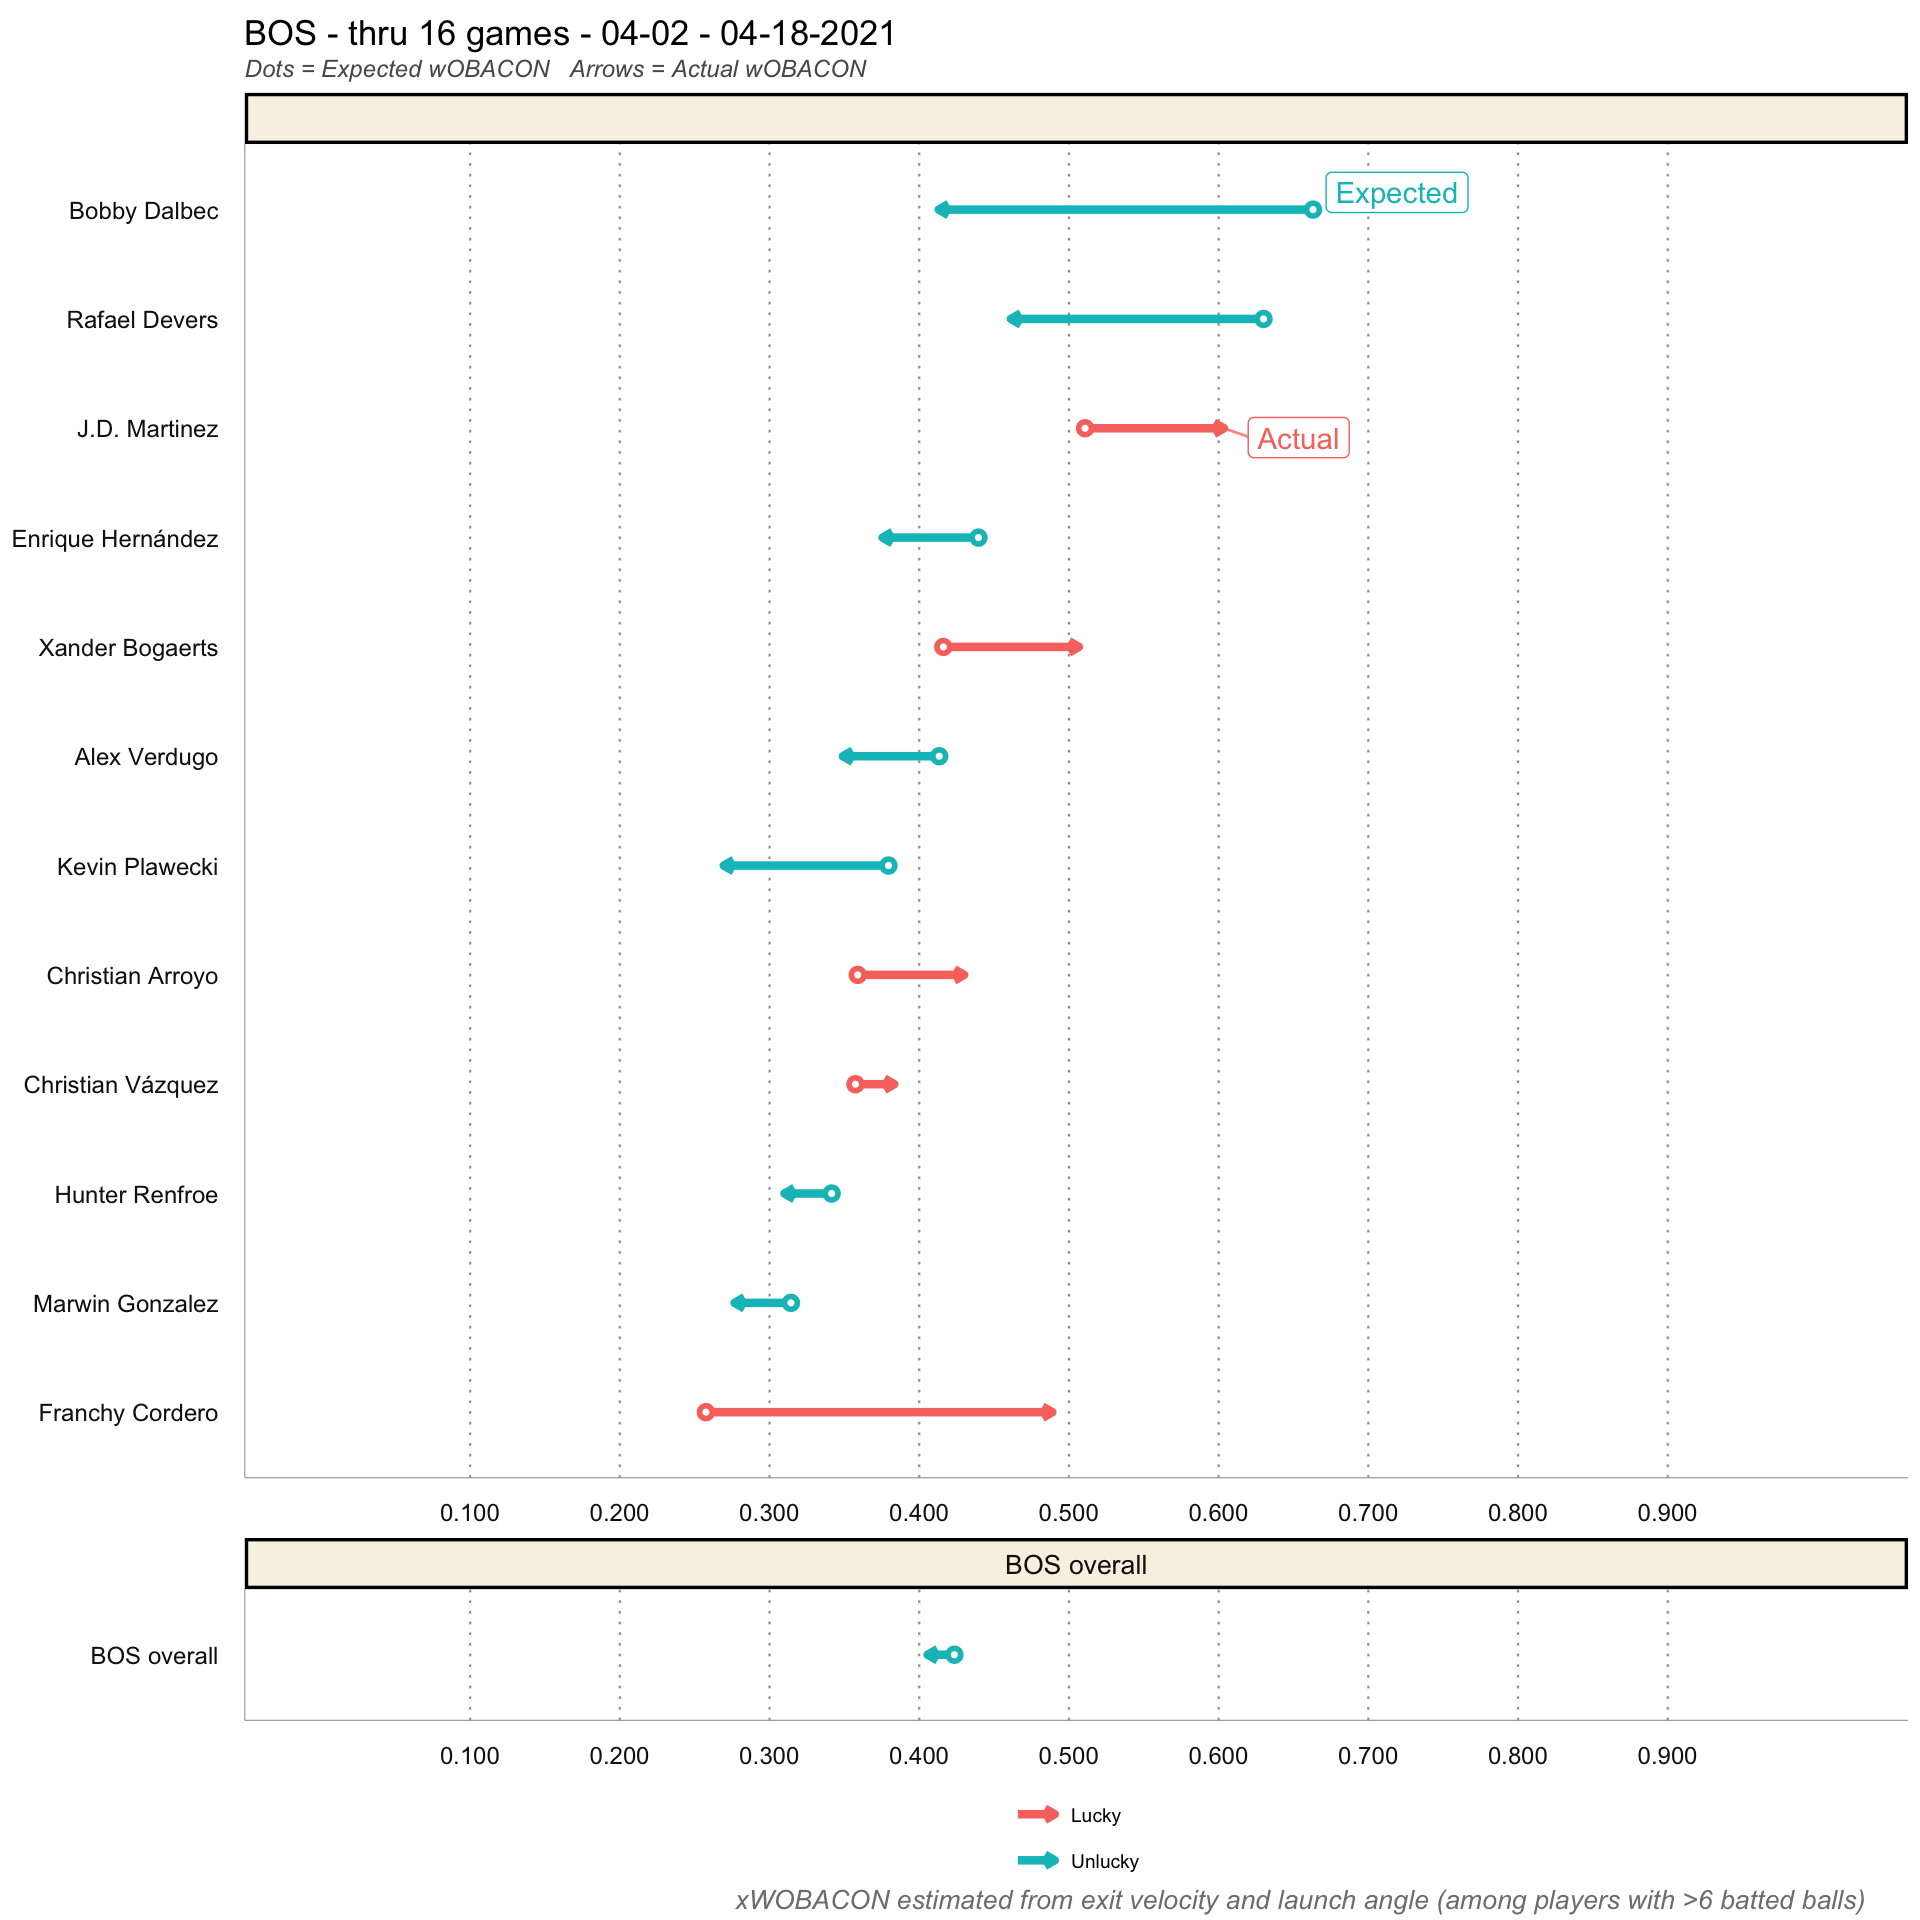 BOS - thru 16 games - 04-02 - 04-18-2021
Dots = Expected wOBACON   Arrows = Actual wOBACON
Bobby Dalbec
Expected
Rafael Devers
J.D. Martinez
Actual
Enrique Hernández
Xander Bogaerts
Alex Verdugo
Kevin Plawecki
Christian Arroyo
Christian Vázquez
Hunter Renfroe
Marwin Gonzalez
Franchy Cordero
0.100 0.200 0.300 0.400 0.500 0.600 0.700 0.800 0.900
BOS overall
BOS overall
0.100 0.200 0.300 0.400 0.500 0.600 0.700 0.800 0.900
Lucky
Unlucky
xWOBACON estimated from exit velocity and launch angle (among players with >6 batted balls)